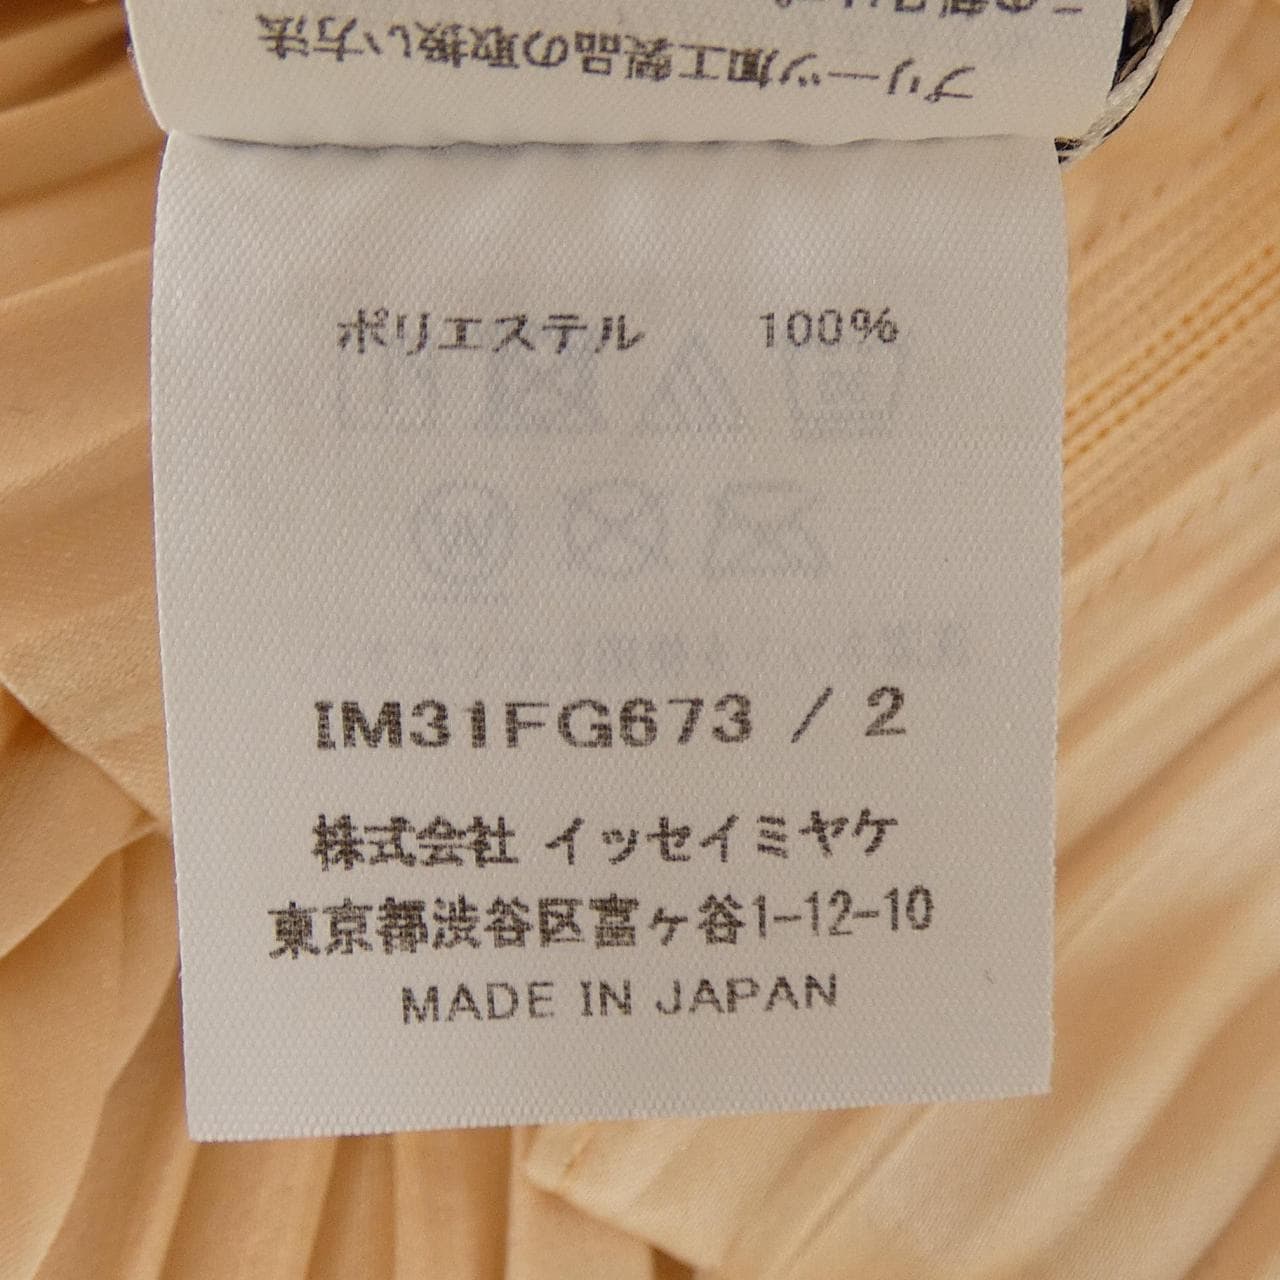 プリーツ加工製品の取扱い方法
ポリエステル 100%
IM31FG673 / 2
株式会社 イッセイミヤケ
東京都渋谷区富ヶ谷1-12-10
MADE IN JAPAN